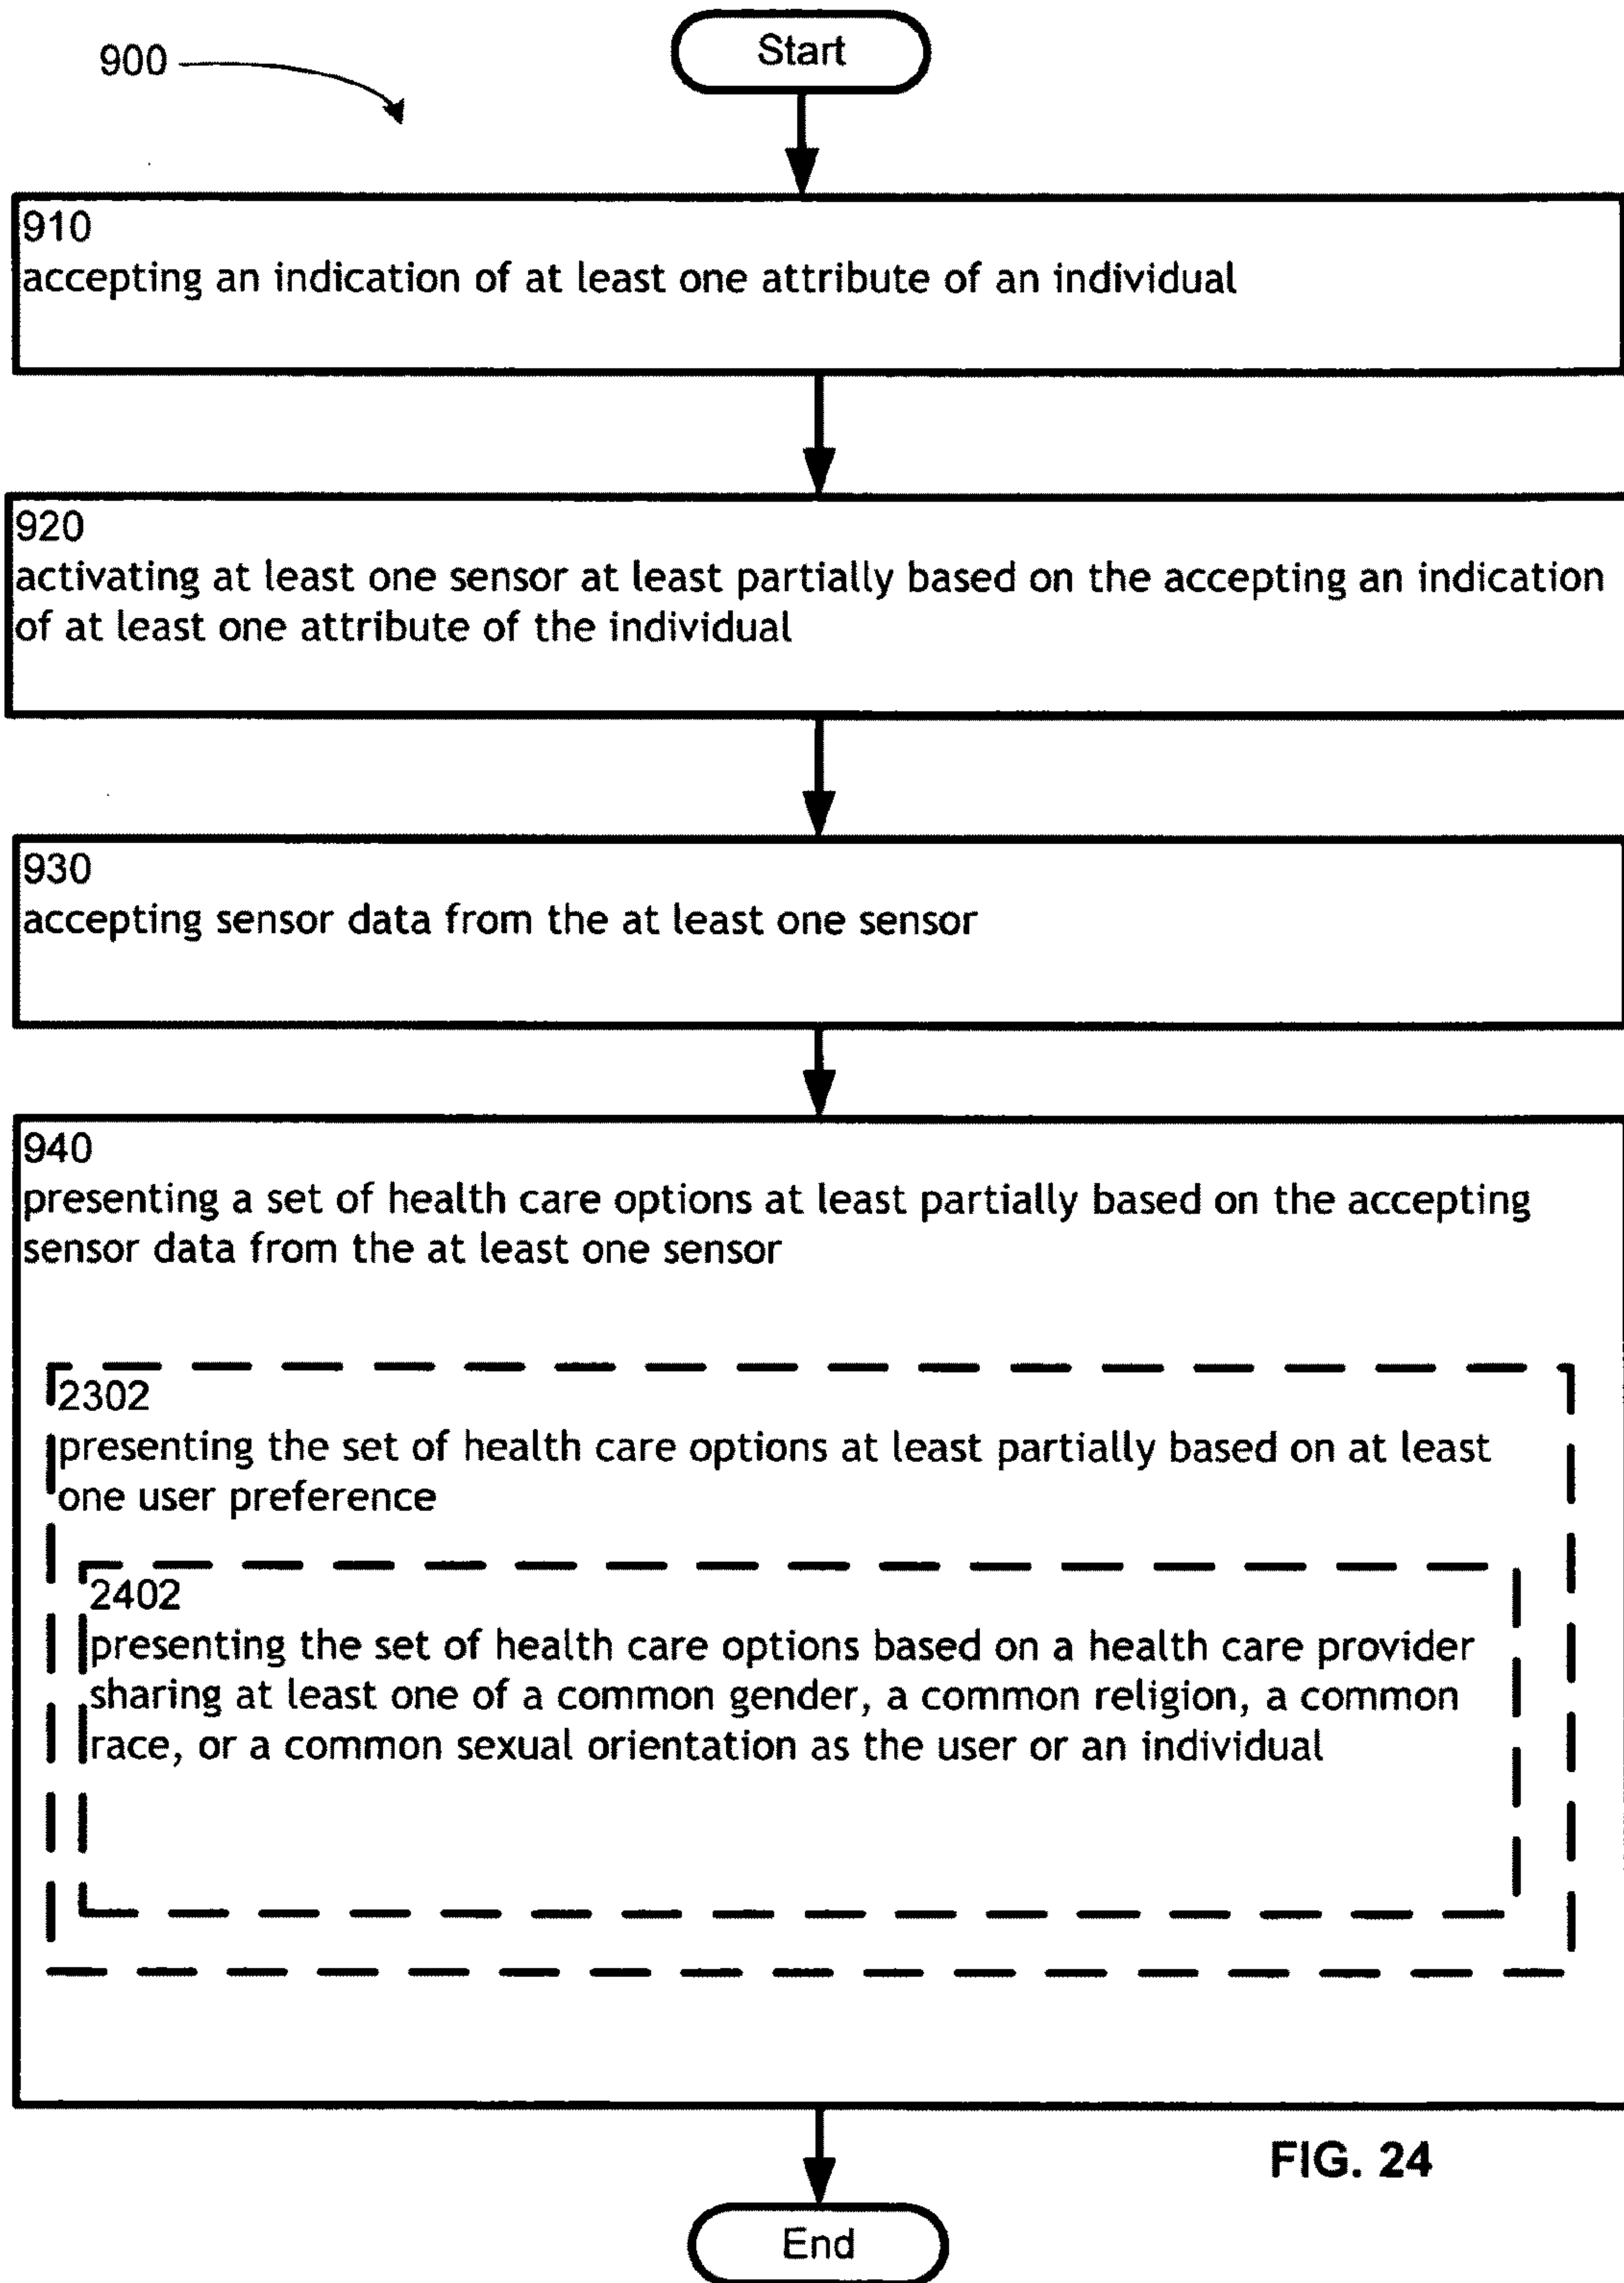 Start
900
910
accepting an indication of at least one attribute of an individual
920
activating at least one sensor at least partially based on the accepting an indication
of at least one attribute of the individual
930
accepting sensor data from the at least one sensor
940
presenting a set of health care options at least partially based on the accepting
sensor data from the at least one sensor
2302
presenting the set of health care options at least partially based on at least
one user preference
2402
presenting the set of health care options based on a health care provider
sharing at least one of a common gender, a common religion, a common
race, or a common sexual orientation as the user or an individual
FIG. 24
End